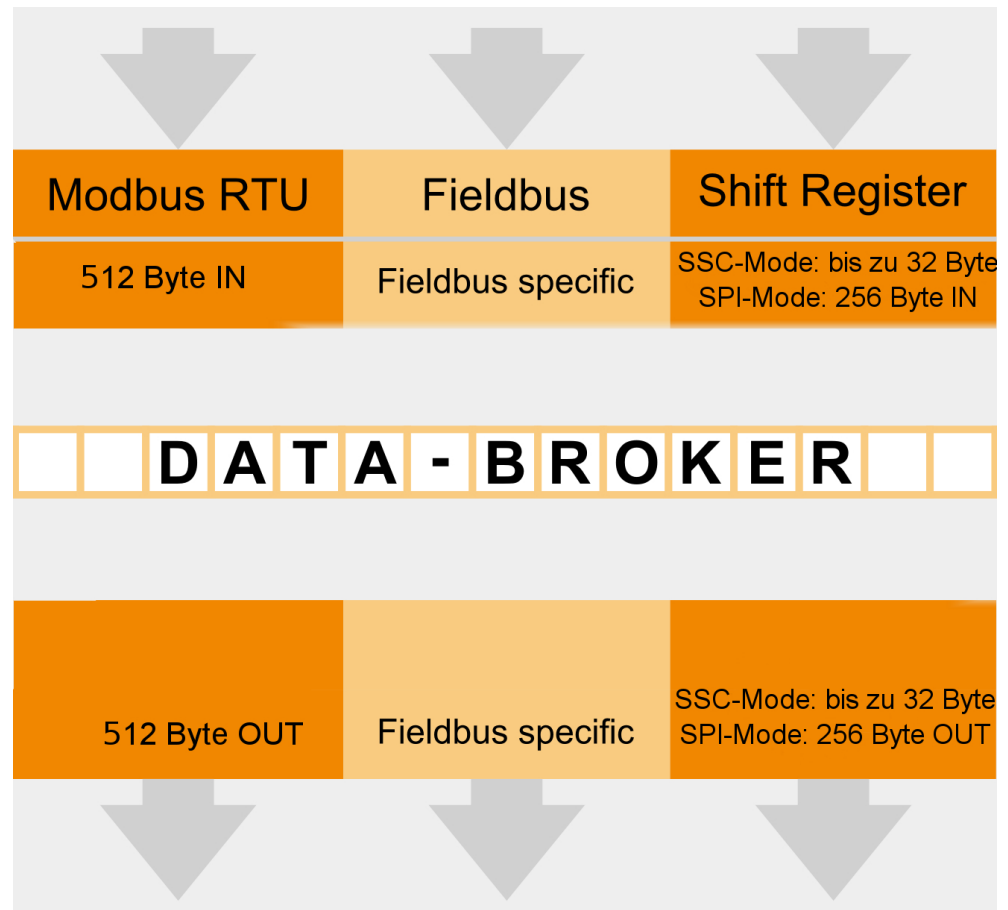 Modbus RTU
Fieldbus
Shift Register
512 Byte IN
Fieldbus specific
SSC-Mode: bis zu 32 Byte
SPI-Mode: 256 Byte IN
DATA-BROKER
512 Byte OUT
Fieldbus specific
SSC-Mode: bis zu 32 Byte
SPI-Mode: 256 Byte OUT